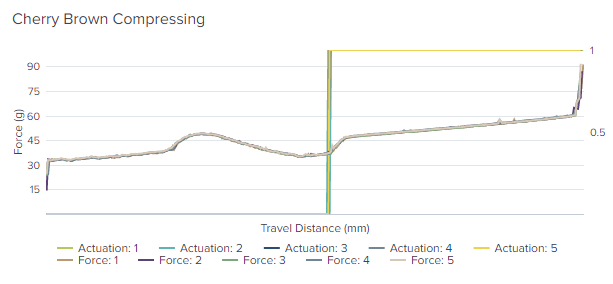 Cherry Brown Compressing
1
90
75
60
0.5
45
30
15
Force (g)
Travel Distance (mm)
Actuation: 1 Actuation: 2 Actuation: 3 Actuation: 4 Actuation: 5
Force: 1 Force: 2 Force: 3 Force: 4 Force: 5